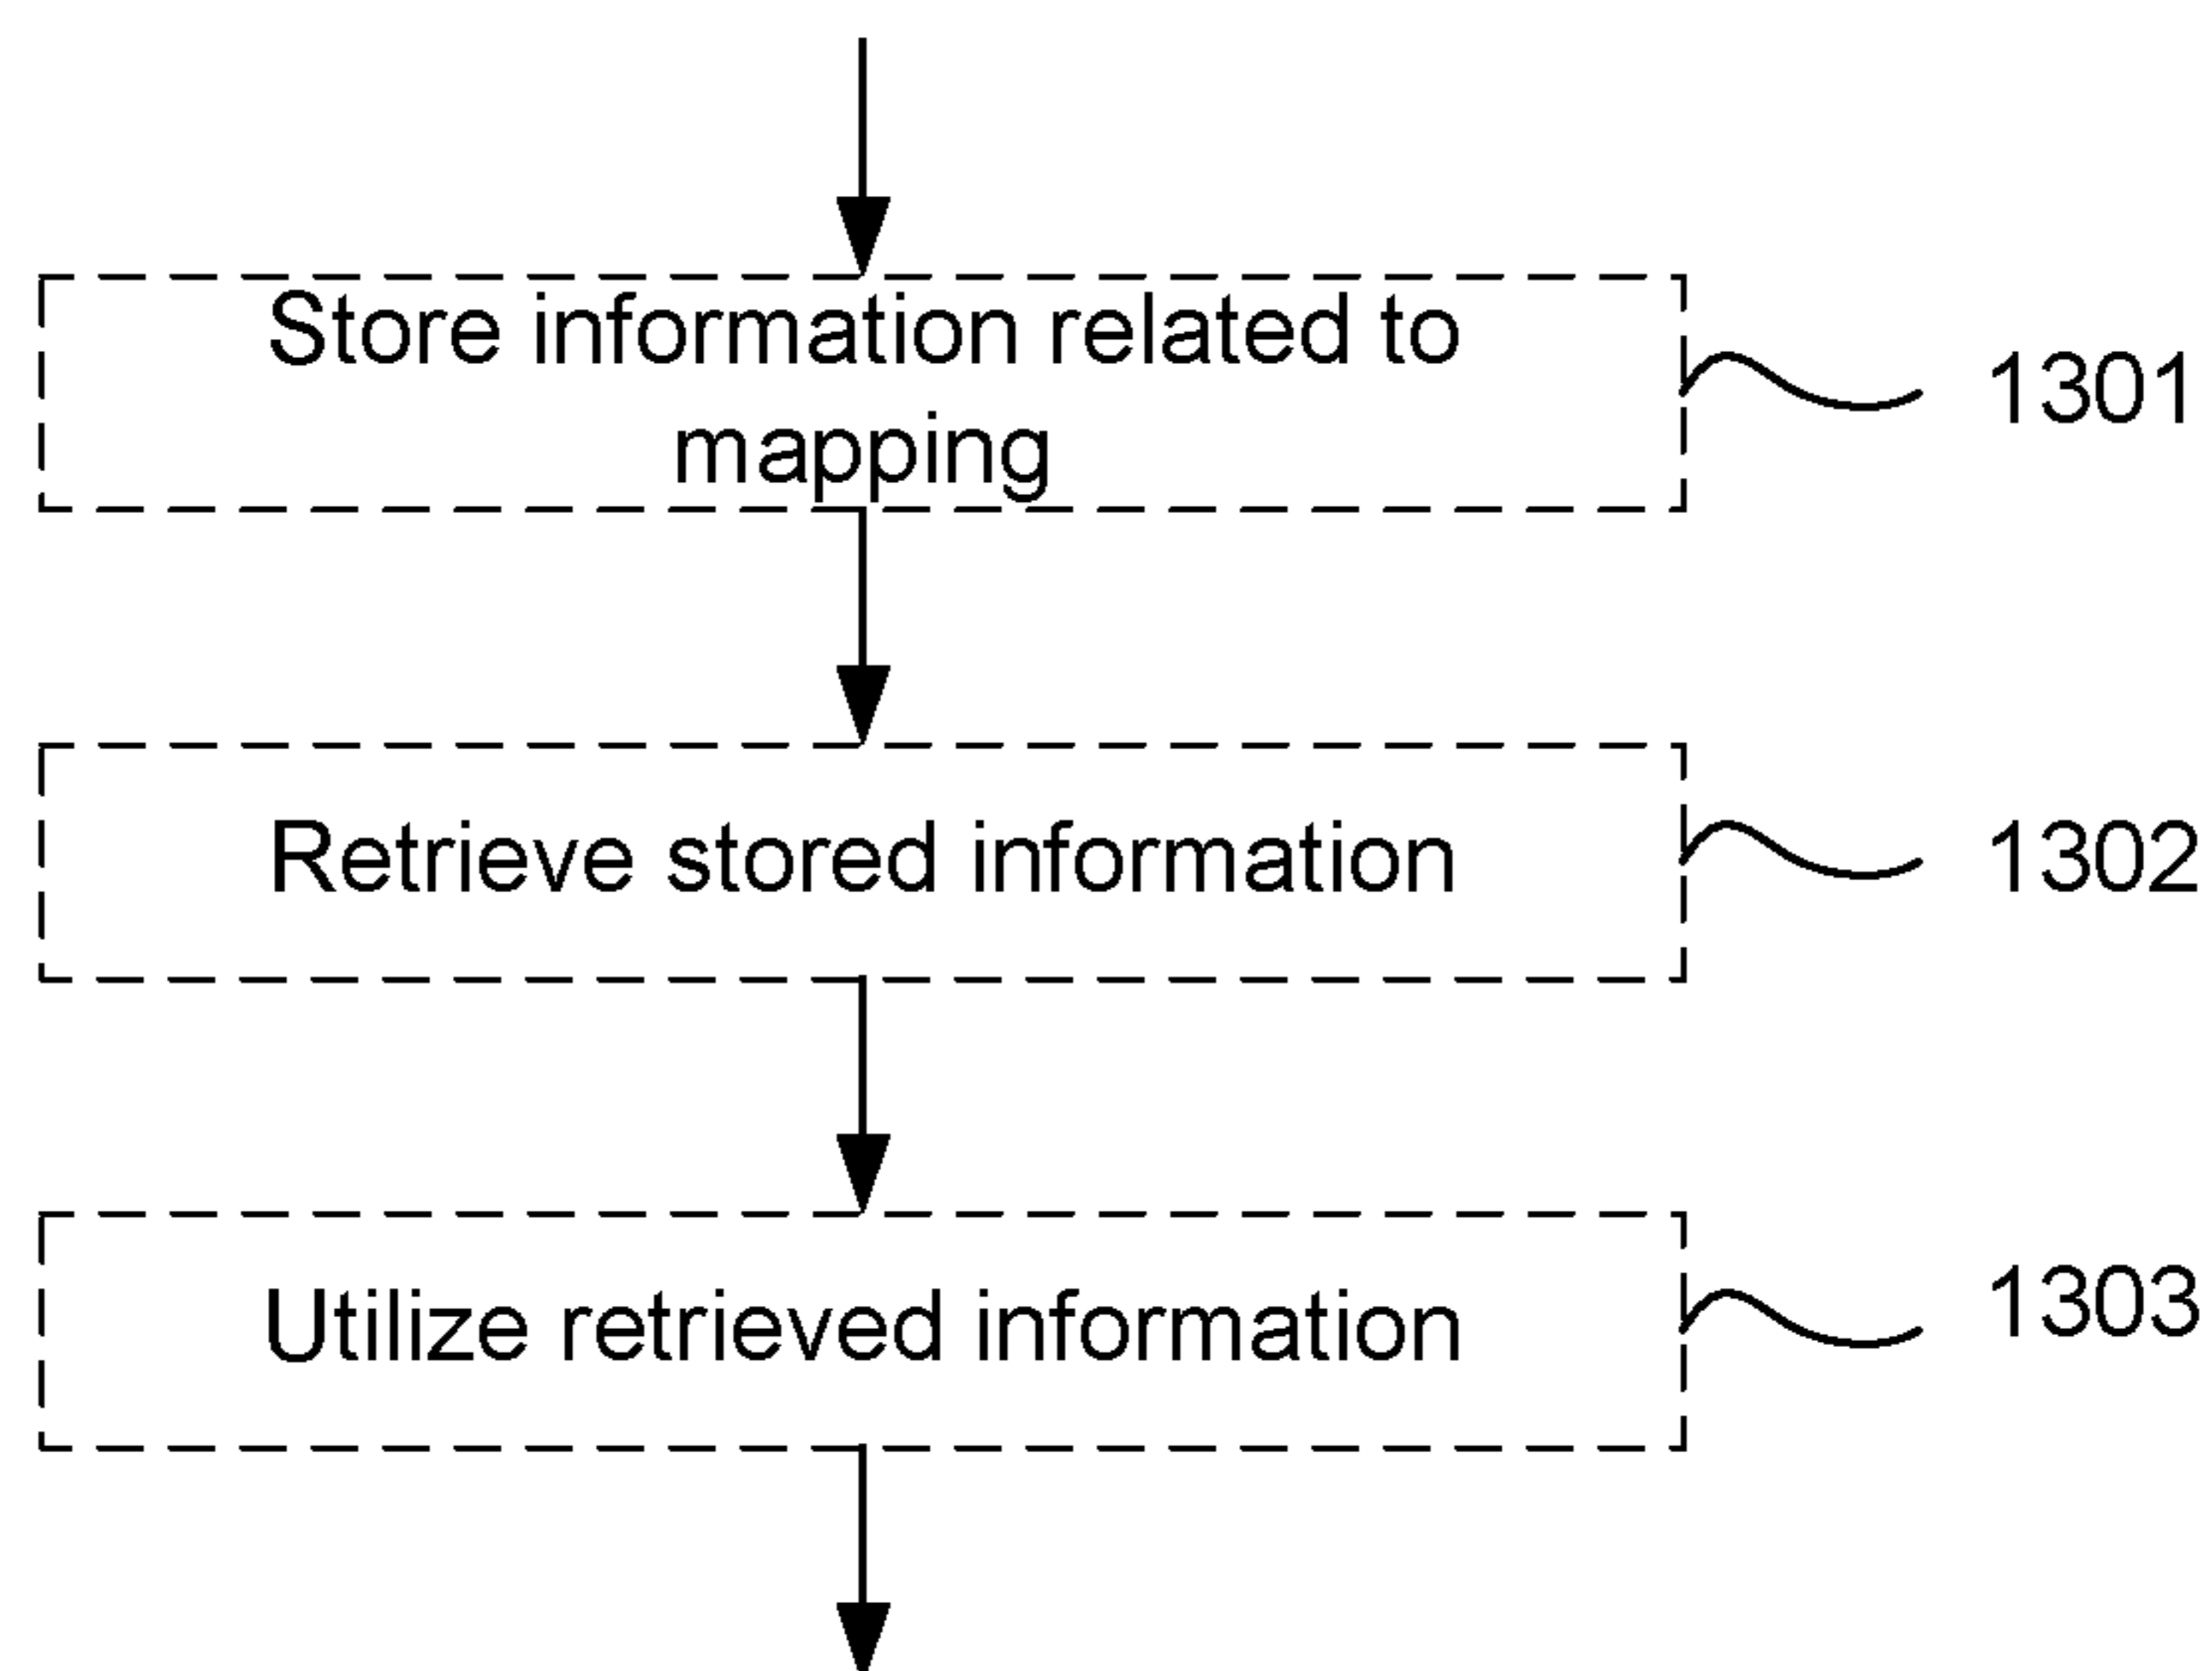 Store information related to
mapping
1301
Retrieve stored information
1302
Utilize retrieved information
1303